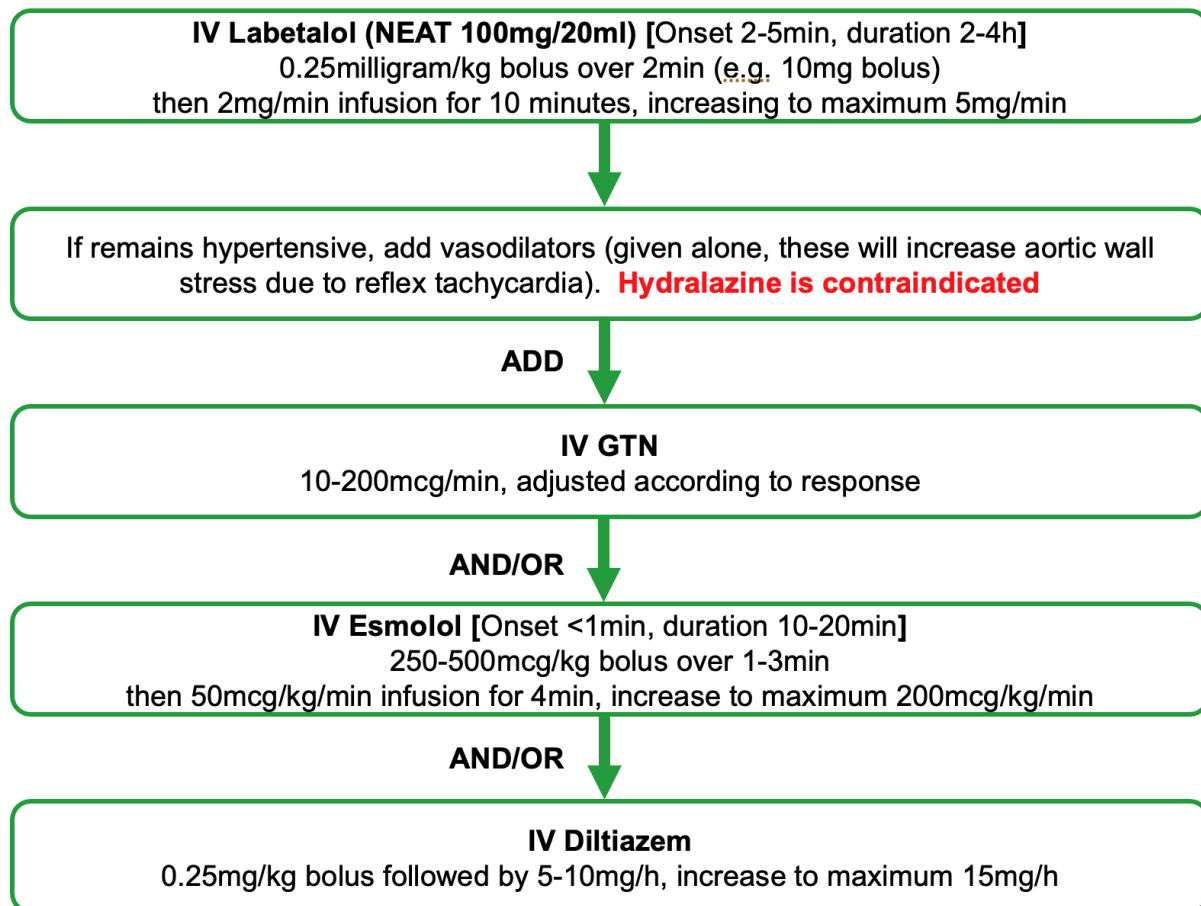 IV Labetalol (NEAT 100mg/20ml) [Onset 2-5min, duration 2-4h]
0.25milligram/kg bolus over 2min (e.g. 10mg bolus)
then 2mg/min infusion for 10 minutes, increasing to maximum 5mg/min
If remains hypertensive, add vasodilators (given alone, these will increase aortic wall
stress due to reflex tachycardia). Hydralazine is contraindicated
ADD
IV GTN
10-200mcg/min, adjusted according to response
AND/OR
IV Esmolol [Onset <1min, duration 10-20min]
250-500mcg/kg bolus over 1-3min
then 50mcg/kg/min infusion for 4min, increase to maximum 200mcg/kg/min
AND/OR
IV Diltiazem
0.25mg/kg bolus followed by 5-10mg/h, increase to maximum 15mg/h